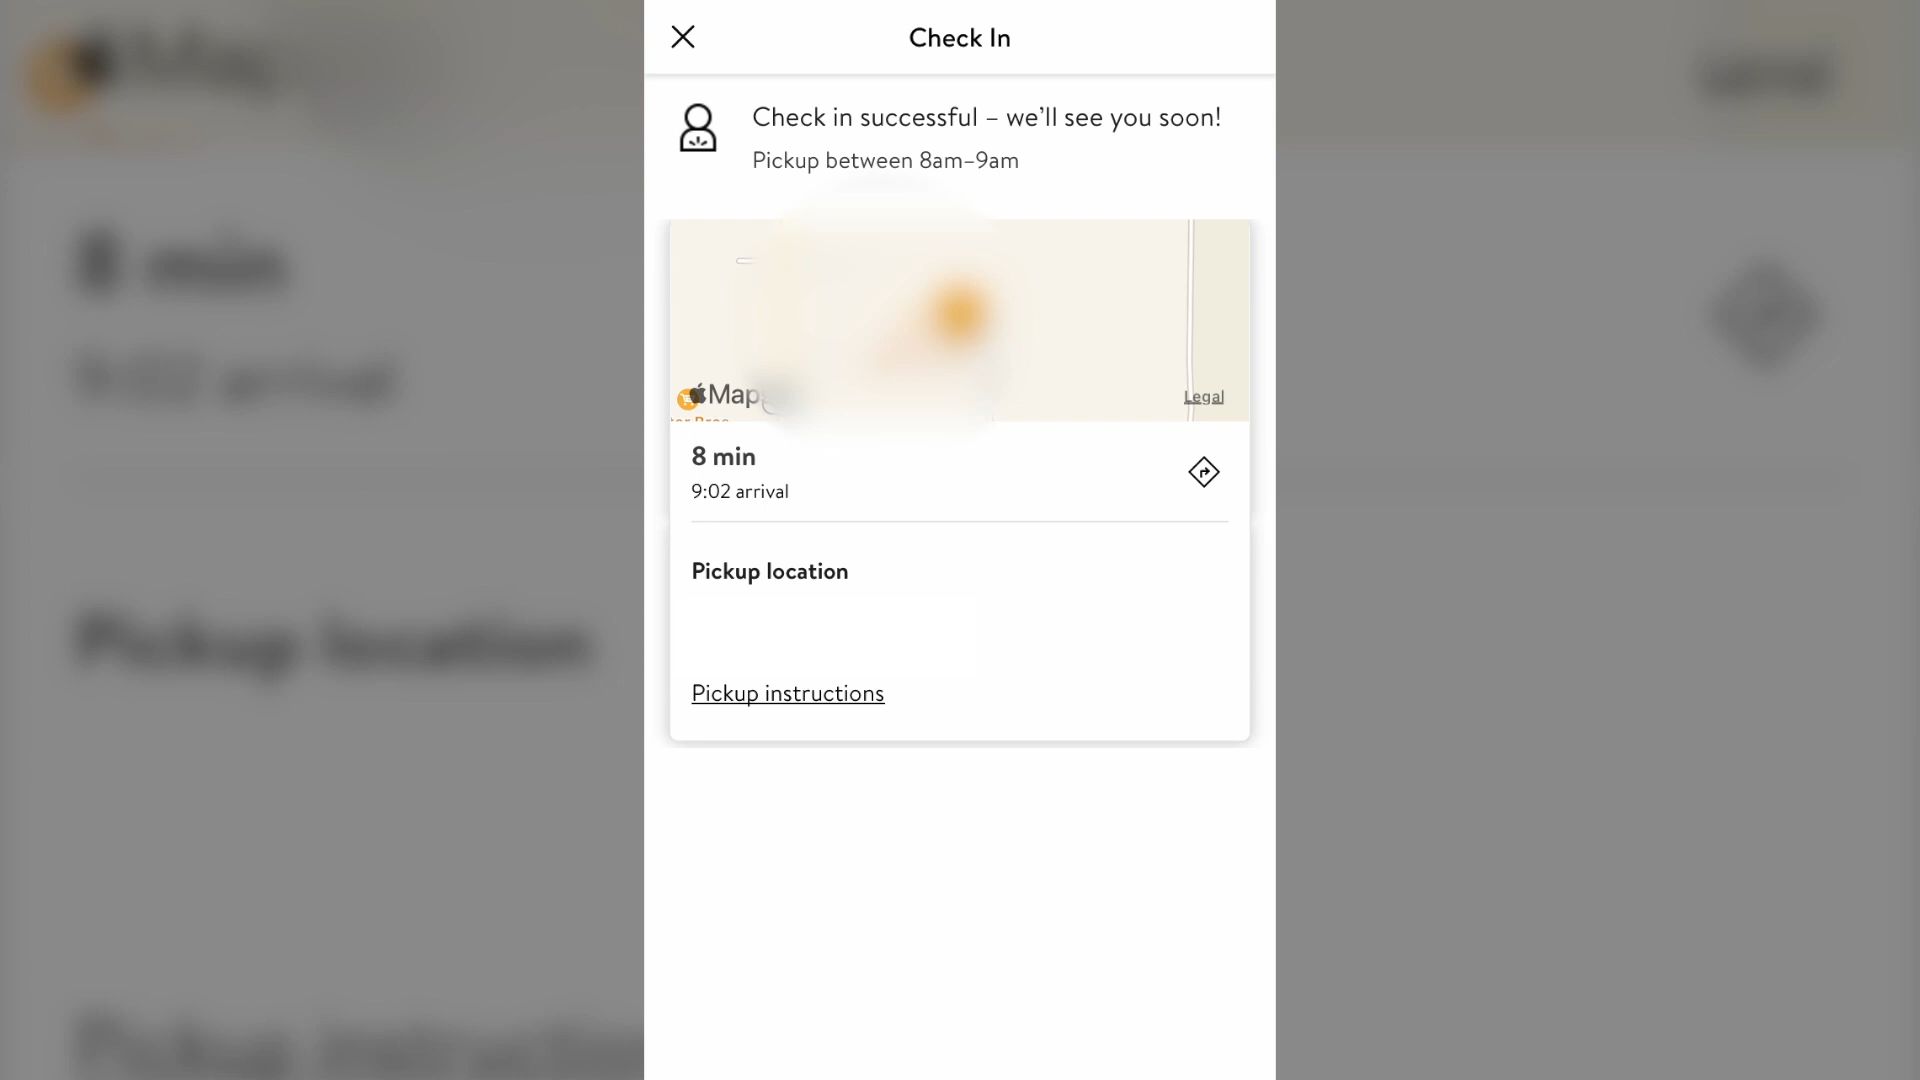 Check In
Check in successful – we'll see you soon!
Pickup between 8am–9am
Maps
Legal
8 min
9:02 arrival
Pickup location
Pickup instructions